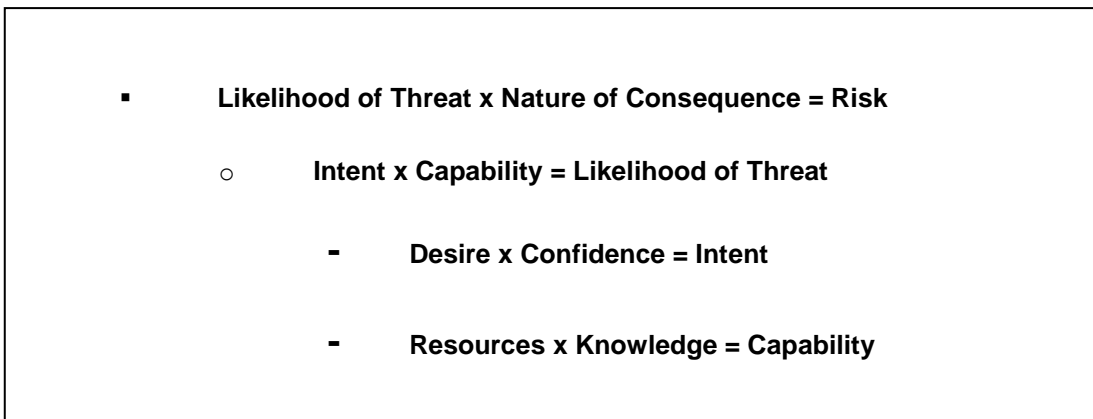 ▪ Likelihood of Threat x Nature of Consequence = Risk
o Intent x Capability = Likelihood of Threat
- Desire x Confidence = Intent
- Resources x Knowledge = Capability